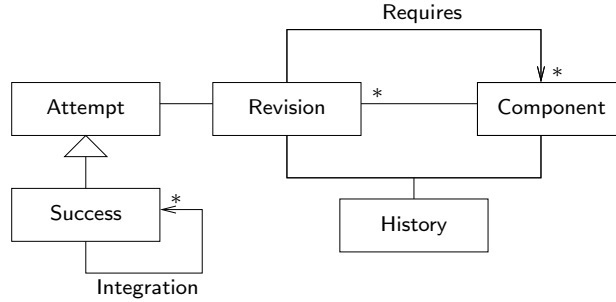 Requires
*
Attempt
Revision
*
Component
Success
*
History
Integration